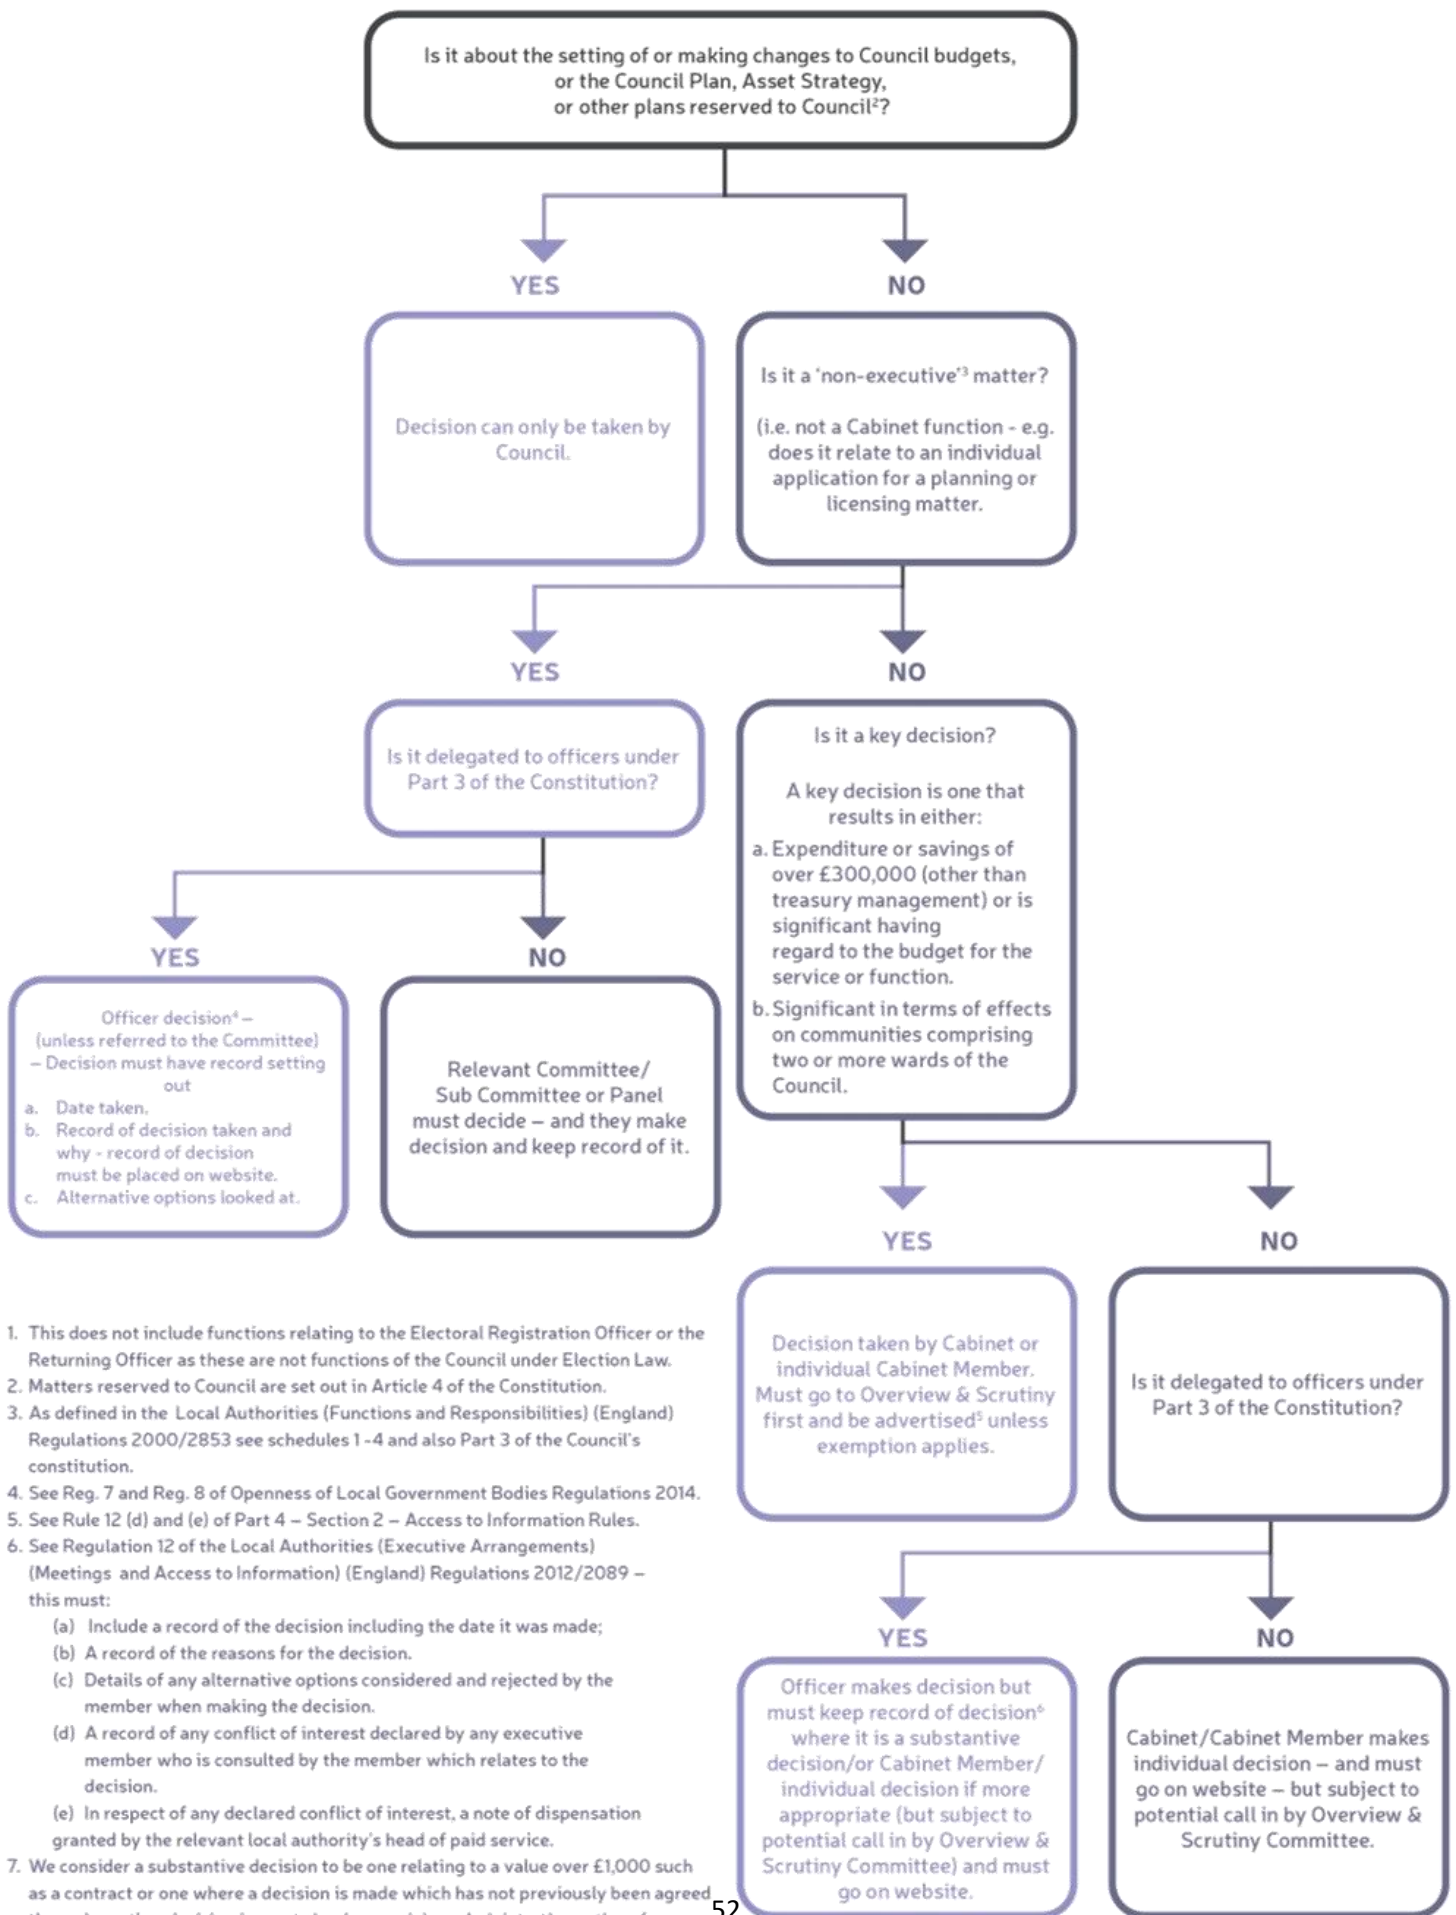 Is it about the setting of or making changes to Council budgets,
or the Council Plan, Asset Strategy,
or other plans reserved to Council²?
YES
NO
Decision can only be taken by
Council.
Is it a ‘non-executive’³ matter?
(i.e. not a Cabinet function - e.g.
does it relate to an individual
application for a planning or
licensing matter.
YES
NO
Is it delegated to officers under
Part 3 of the Constitution?
Is it a key decision?
A key decision is one that
results in either:
a. Expenditure or savings of
over £300,000 (other than
treasury management) or is
significant having
regard to the budget for the
service or function.
b. Significant in terms of effects
on communities comprising
two or more wards of the
Council.
YES
NO
Officer decision⁴ –
(unless referred to the Committee)
– Decision must have record setting
out
a. Date taken.
b. Record of decision taken and
why - record of decision
must be placed on website.
c. Alternative options looked at.
Relevant Committee/
Sub Committee or Panel
must decide – and they make
decision and keep record of it.
YES
NO
Decision taken by Cabinet or
individual Cabinet Member.
Must go to Overview & Scrutiny
first and be advertised⁵ unless
exemption applies.
Is it delegated to officers under
Part 3 of the Constitution?
YES
NO
Officer makes decision but
must keep record of decision⁶
where it is a substantive
decision/or Cabinet Member/
individual decision if more
appropriate (but subject to
potential call in by Overview &
Scrutiny Committee) and must
go on website.
Cabinet/Cabinet Member makes
individual decision – and must
go on website – but subject to
potential call in by Overview &
Scrutiny Committee.
1. This does not include functions relating to the Electoral Registration Officer or the
Returning Officer as these are not functions of the Council under Election Law.
2. Matters reserved to Council are set out in Article 4 of the Constitution.
3. As defined in the Local Authorities (Functions and Responsibilities) (England)
Regulations 2000/2853 see schedules 1 -4 and also Part 3 of the Council's
constitution.
4. See Reg. 7 and Reg. 8 of Openness of Local Government Bodies Regulations 2014.
5. See Rule 12 (d) and (e) of Part 4 – Section 2 – Access to Information Rules.
6. See Regulation 12 of the Local Authorities (Executive Arrangements)
(Meetings and Access to Information) (England) Regulations 2012/2089 –
this must:
(a) Include a record of the decision including the date it was made;
(b) A record of the reasons for the decision.
(c) Details of any alternative options considered and rejected by the
member when making the decision.
(d) A record of any conflict of interest declared by any executive
member who is consulted by the member which relates to the
decision.
(e) In respect of any declared conflict of interest, a note of dispensation
granted by the relevant local authority's head of paid service.
7. We consider a substantive decision to be one relating to a value over £1,000 such
as a contract or one where a decision is made which has not previously been agreed
52